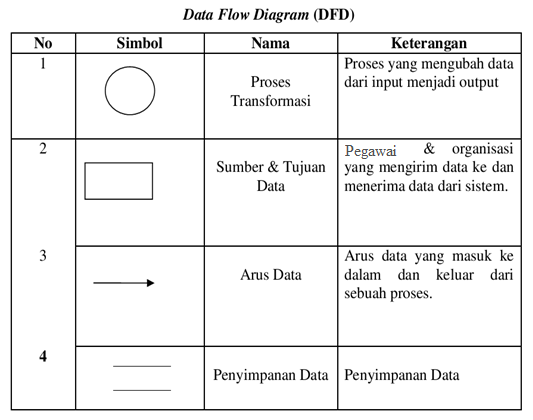 Data Flow Diagram (DFD)
No Simbol Nama Keterangan
1
Proses
Transformasi
Proses yang mengubah data
dari input menjadi output
2
Sumber & Tujuan
Data
Pegawai & organisasi
yang mengirim data ke dan
menerima data dari sistem.
3
Arus Data
Arus data yang masuk ke
dalam dan keluar dari
sebuah proses.
4
Penyimpanan Data
Penyimpanan Data